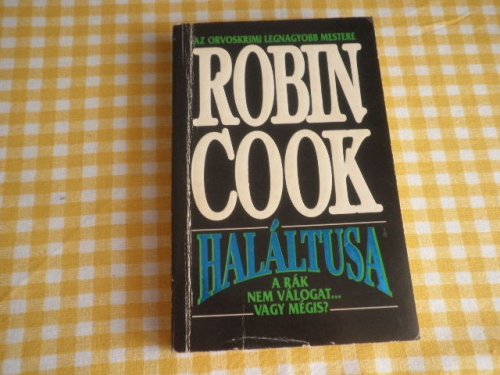 AZ ORVOSKRIMI LEGNAGYOBB MESTERE
ROBIN
COOK
HALÁLTUSA
A RÁK
NEM VÁLOGAT...
VAGY MÉGIS?